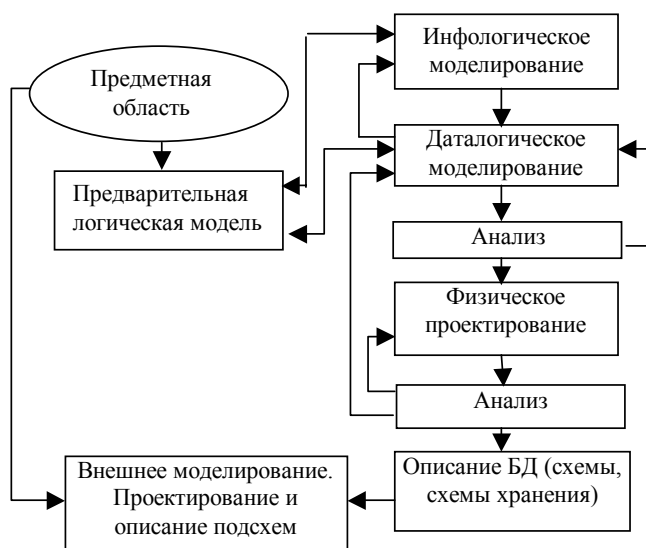 Предметная
область
Предварительная
логическая модель
Инфологическое
моделирование
Даталогическое
моделирование
Анализ
Физическое
проектирование
Анализ
Описание БД (схемы,
схемы хранения)
Внешнее моделирование.
Проектирование и
описание подсхем